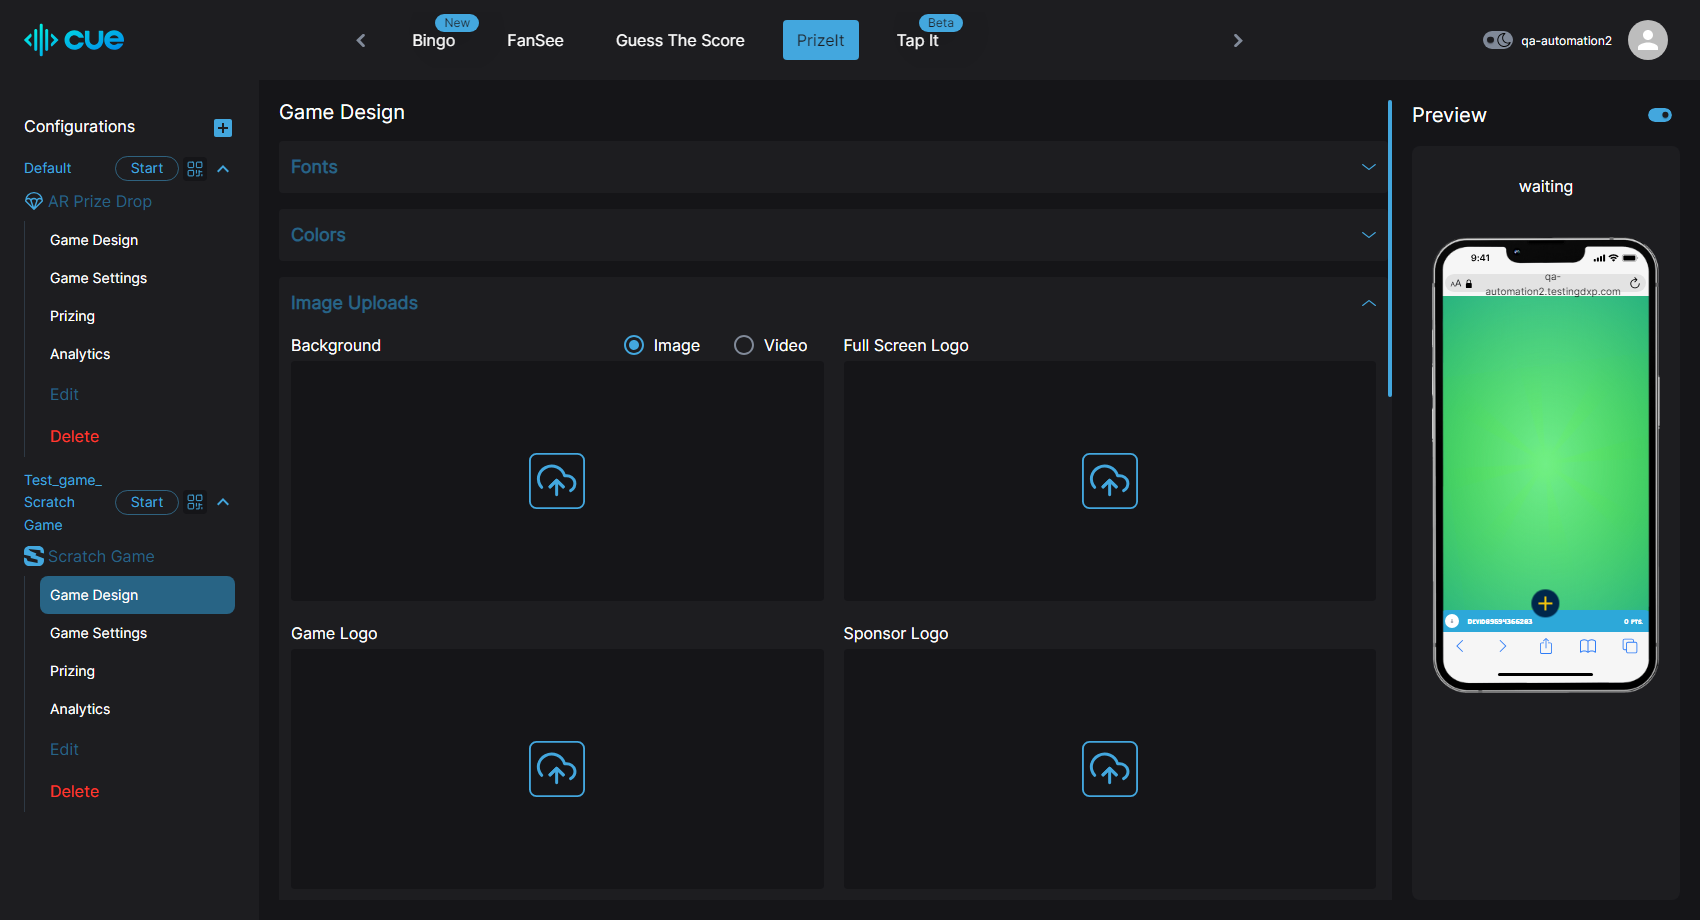 cue
New
Bingo
FanSee
Guess The Score
PrizeIt
Beta
Tap It
qa-automation2
Configurations
Default
Start
AR Prize Drop
Game Design
Game Settings
Prizing
Analytics
Edit
Delete
Test_game_
Scratch
Game
Start
Scratch Game
Game Design
Game Settings
Prizing
Analytics
Edit
Delete
Game Design
Fonts
Colors
Image Uploads
Background
Image
Video
Full Screen Logo
Game Logo
Sponsor Logo
Preview
waiting
9:41
AA
qa-
automation2.testingdxp.com
0 PTS.